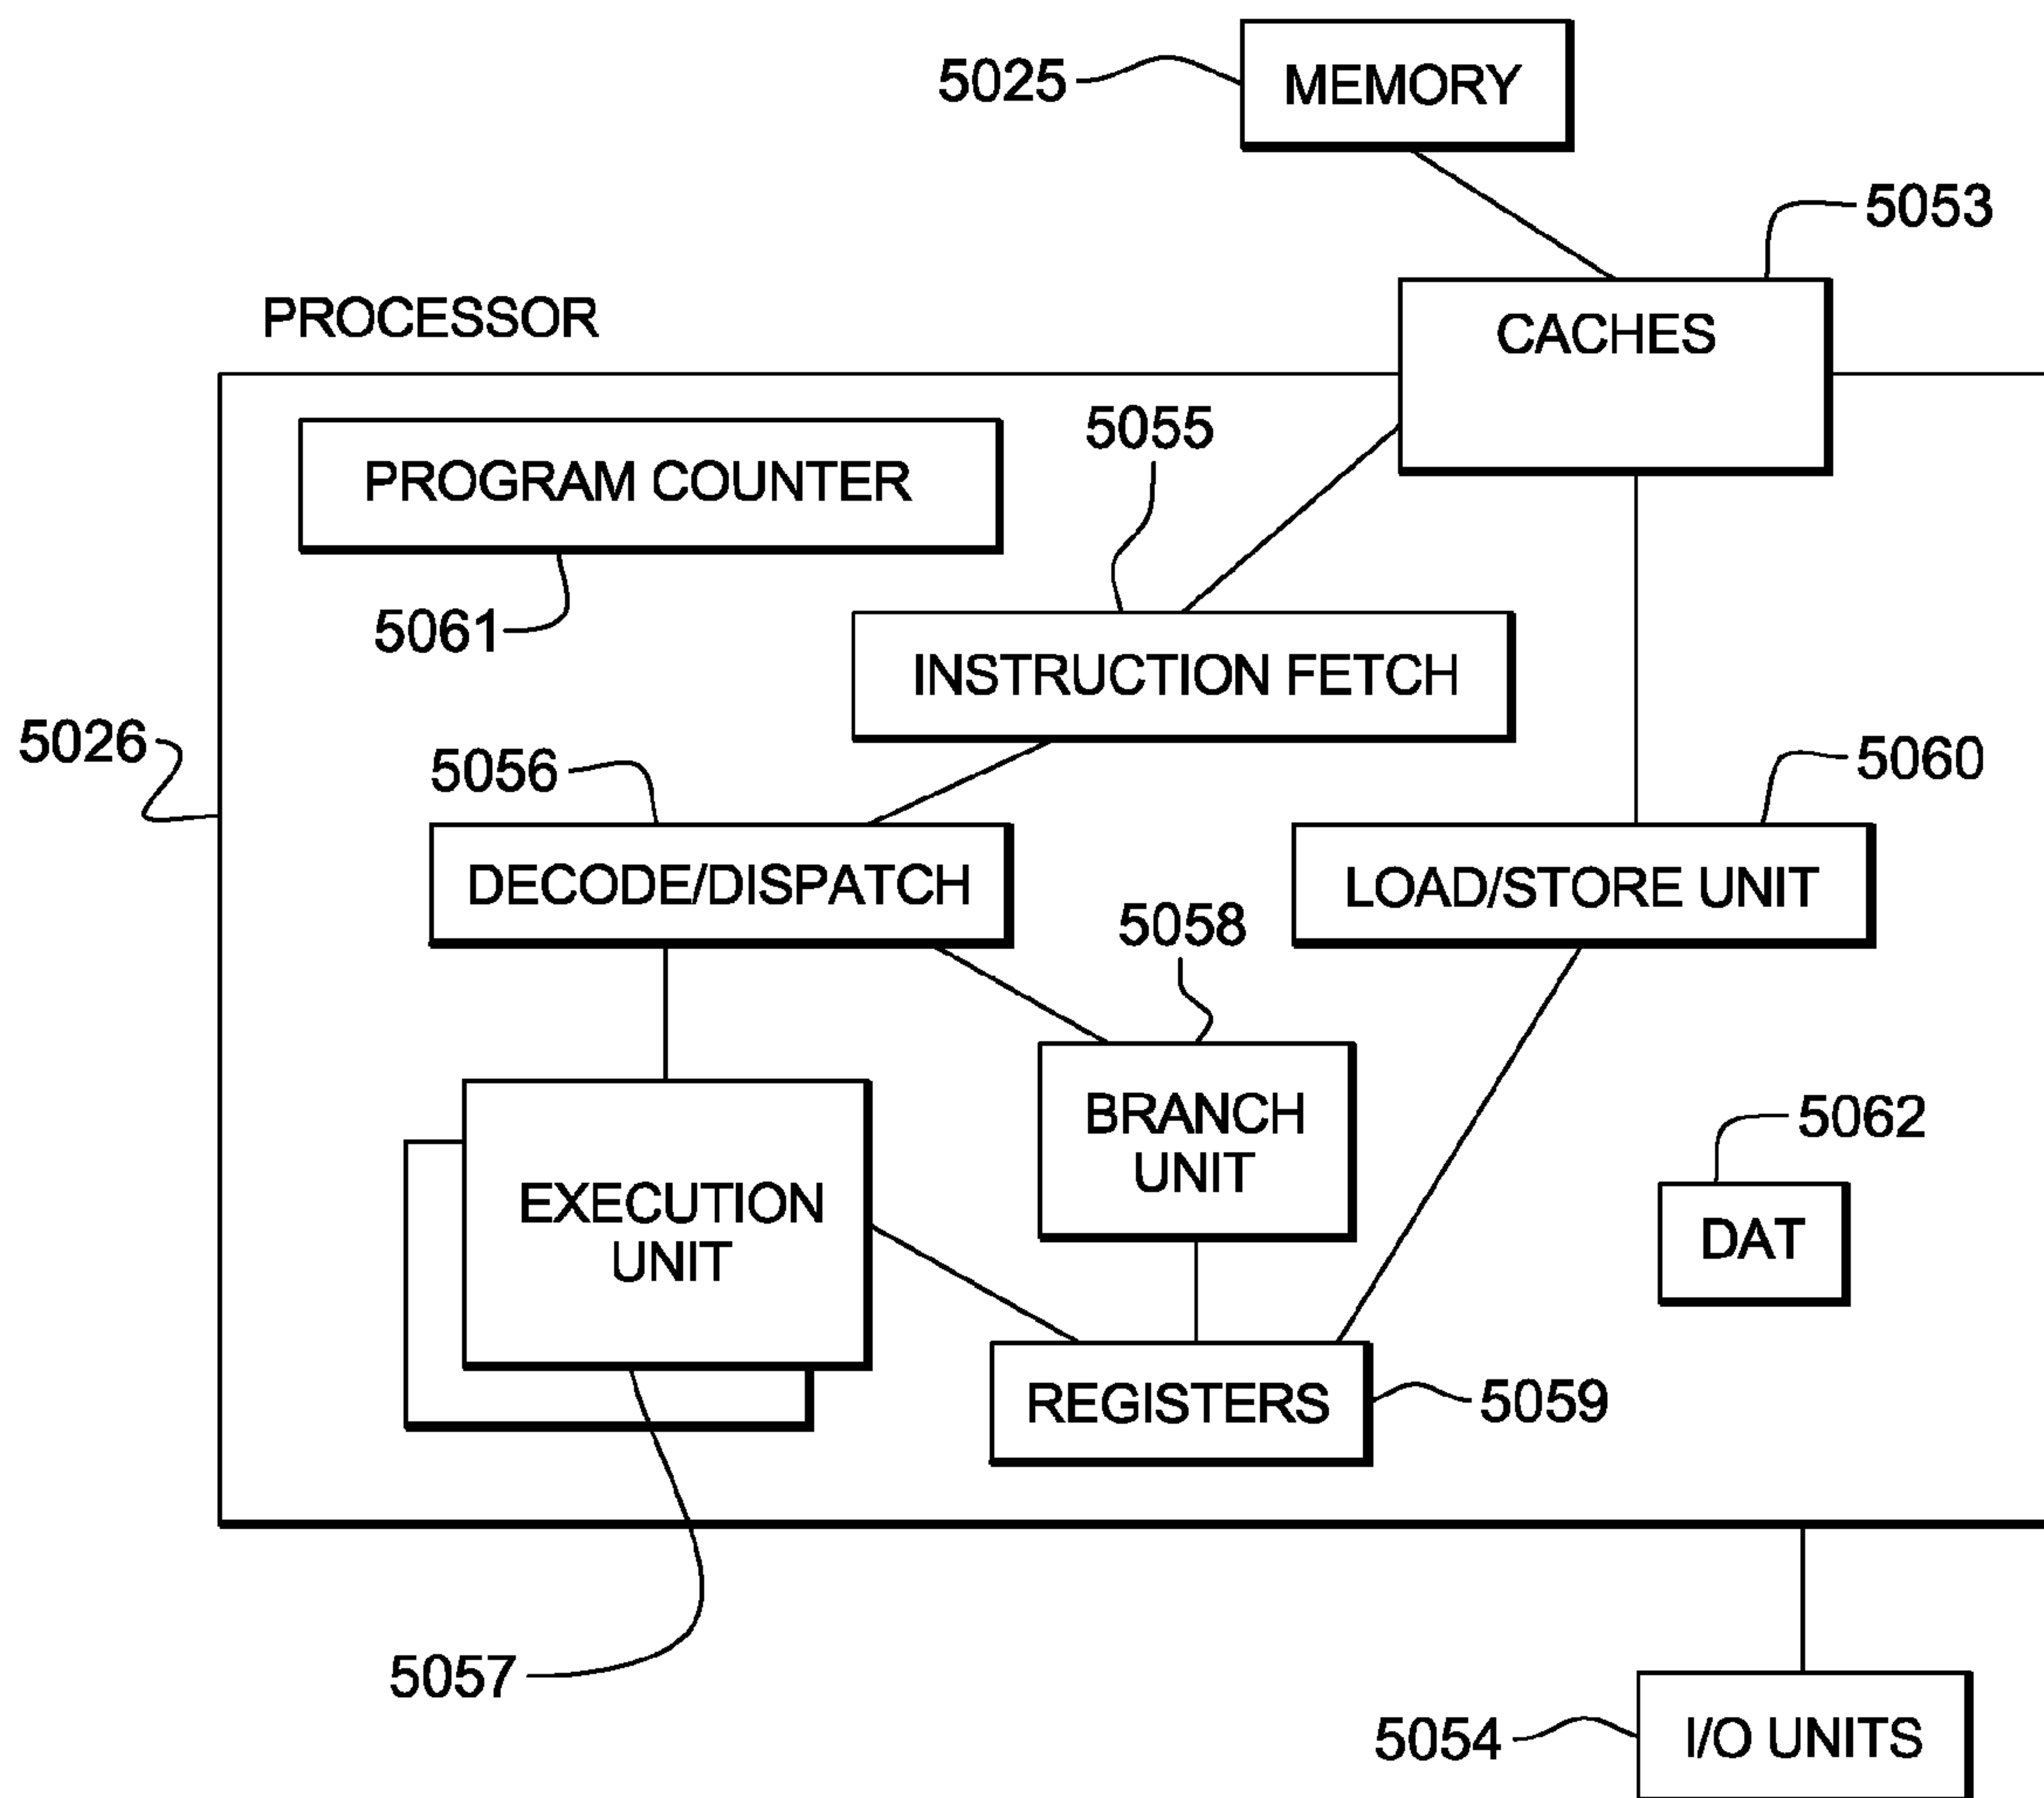 5025
MEMORY
5053
PROCESSOR
CACHES
5055
PROGRAM COUNTER
5061
INSTRUCTION FETCH
5026
5056
5060
DECODE/DISPATCH
LOAD/STORE UNIT
5058
BRANCH
UNIT
5062
EXECUTION
UNIT
DAT
REGISTERS
5059
5057
5054
I/O UNITS